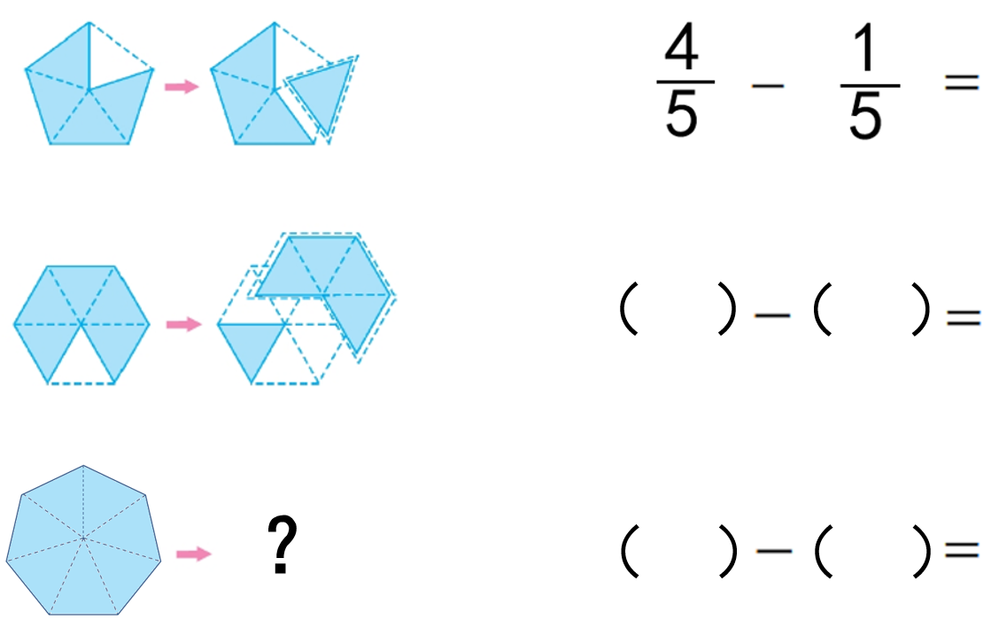 4/5 − 1/5 =
(    ) − (    ) =
?
(    ) − (    ) =